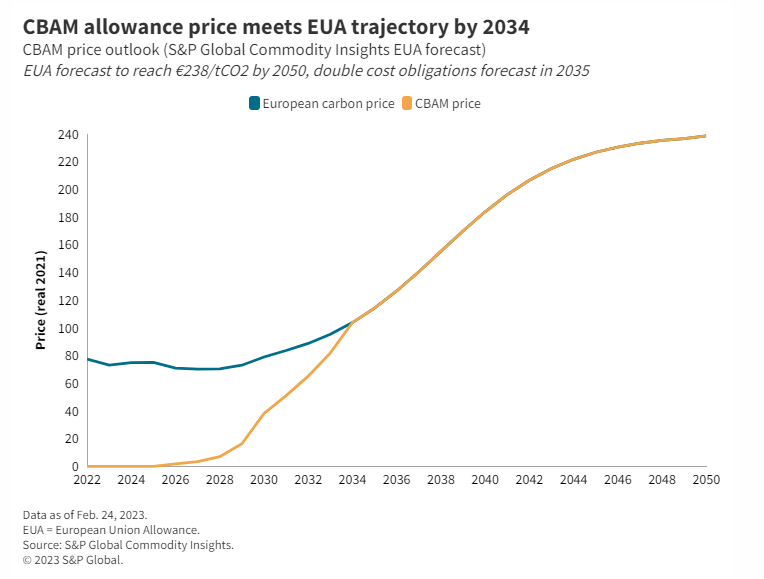 CBAM allowance price meets EUA trajectory by 2034
CBAM price outlook (S&P Global Commodity Insights EUA forecast)
EUA forecast to reach €238/tCO2 by 2050, double cost obligations forecast in 2035
European carbon price CBAM price
Price (real 2021)
240
220
200
180
160
140
120
100
80
60
40
20
0
2022 2024 2026 2028 2030 2032 2034 2036 2038 2040 2042 2044 2046 2048 2050
Data as of Feb. 24, 2023.
EUA = European Union Allowance.
Source: S&P Global Commodity Insights.
© 2023 S&P Global.